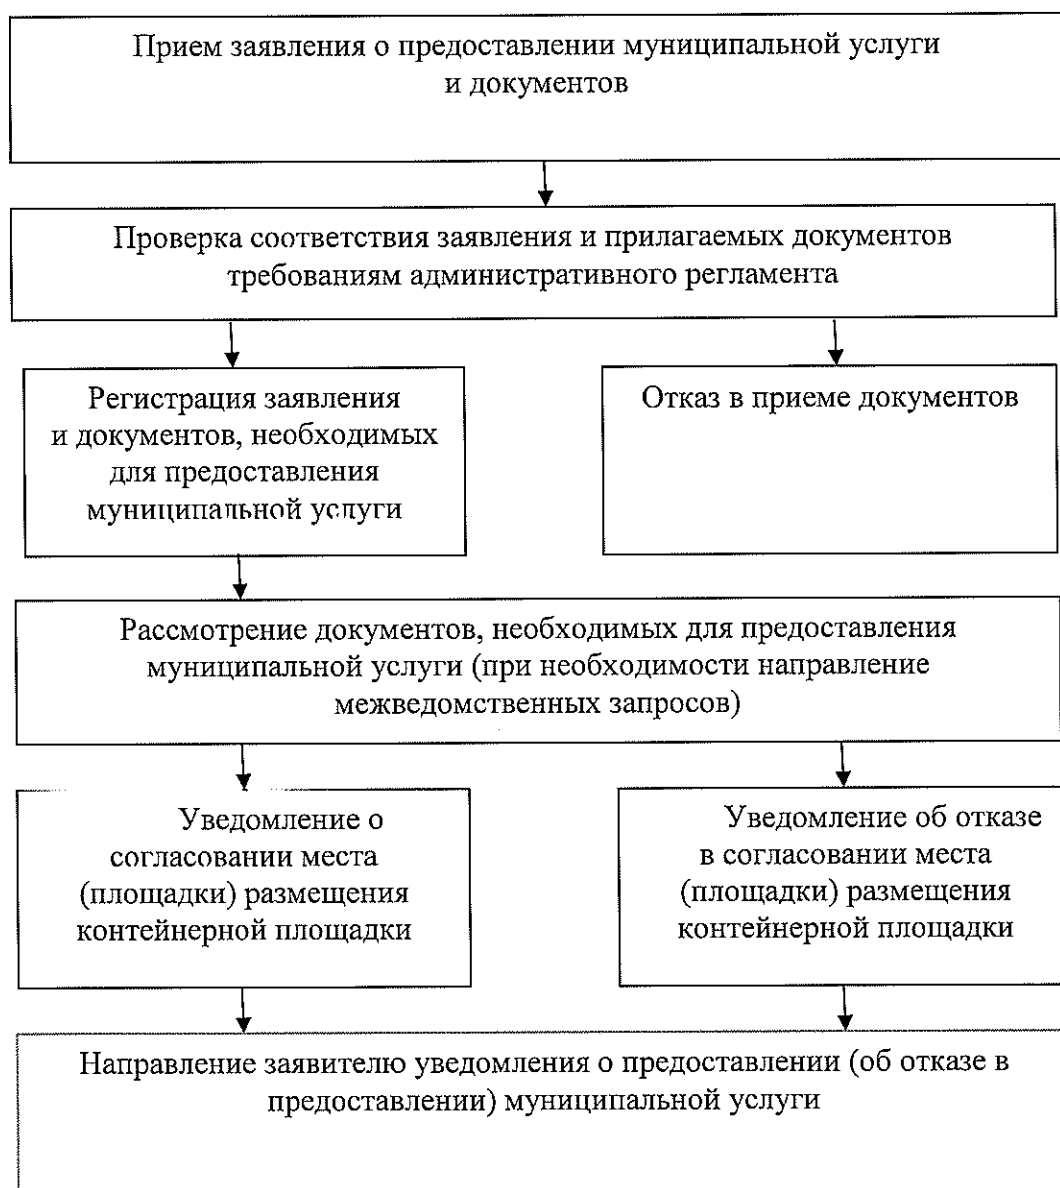 Прием заявления о предоставлении муниципальной услуги
и документов
Проверка соответствия заявления и прилагаемых документов
требованиям административного регламента
Регистрация заявления
и документов, необходимых
для предоставления
муниципальной услуги
Отказ в приеме документов
Рассмотрение документов, необходимых для предоставления
муниципальной услуги (при необходимости направление
межведомственных запросов)
Уведомление о
согласовании места
(площадки) размещения
контейнерной площадки
Уведомление об отказе
в согласовании места
(площадки) размещения
контейнерной площадки
Направление заявителю уведомления о предоставлении (об отказе в
предоставлении) муниципальной услуги